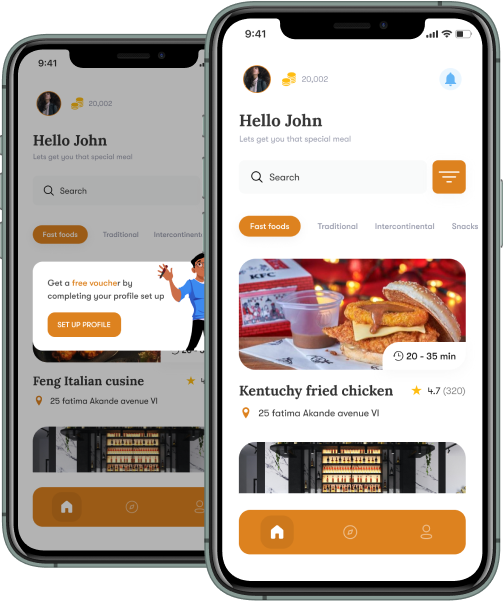 9:41
20,002
Hello John
Lets get you that special meal
Search
Fast foods
Traditional
Intercontinent
Get a free voucher by
completing your profile set up
SET UP PROFILE
20 -
Feng Italian cusine
4
25 fatima Akande avenue VI
9:41
20,002
Hello John
Lets get you that special meal
Search
Fast foods
Traditional
Intercontinental
Snacks
KFC
20 - 35 min
Kentuchy fried chicken
4.7 (320)
25 fatima Akande avenue VI